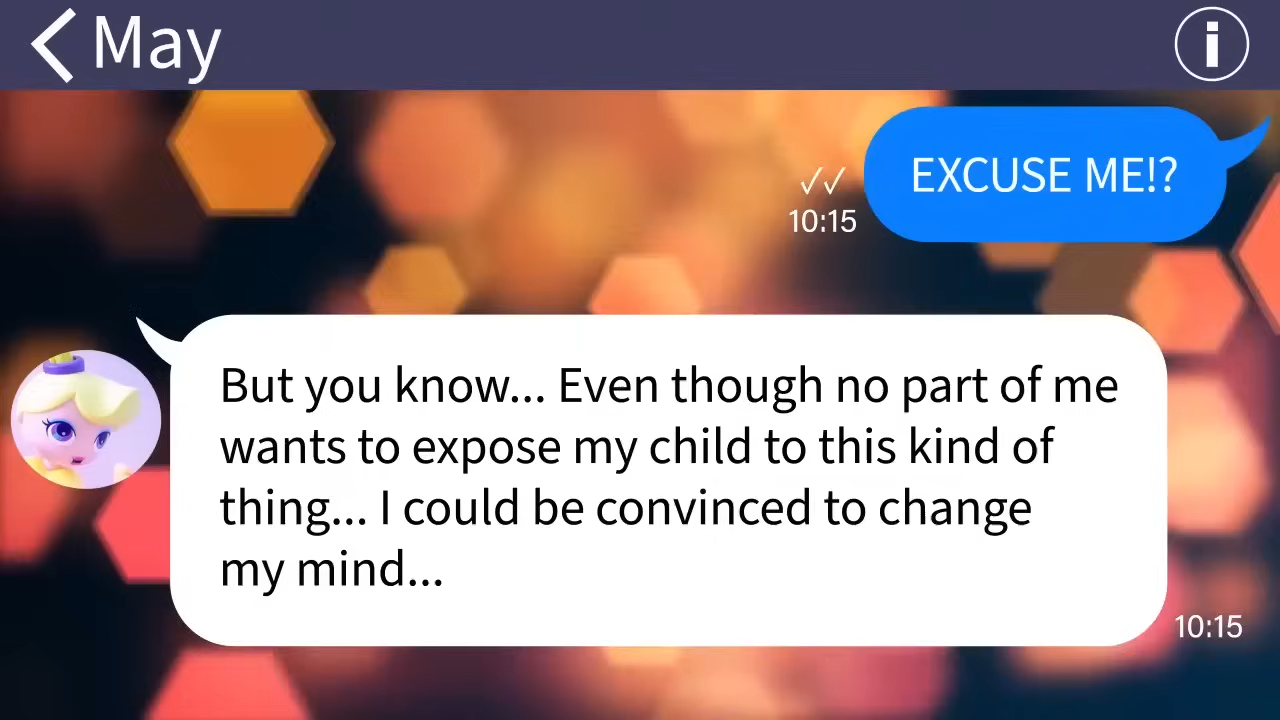 May
EXCUSE ME!?
10:15
But you know... Even though no part of me
wants to expose my child to this kind of
thing... I could be convinced to change
my mind...
10:15